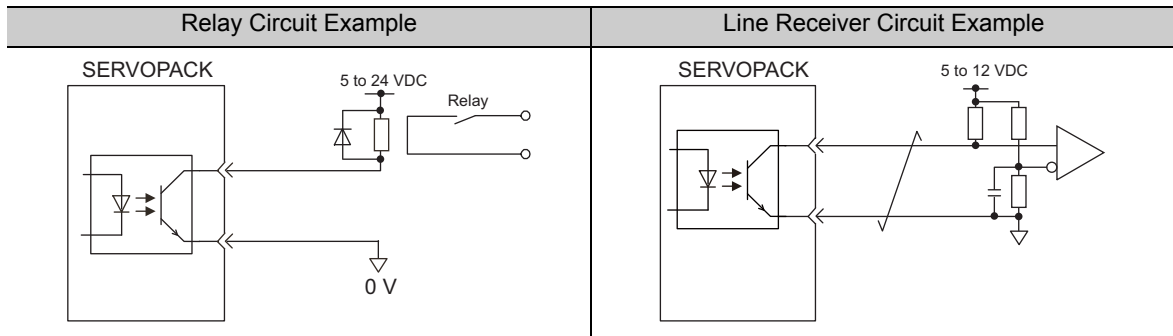 Relay Circuit Example
Line Receiver Circuit Example
SERVOPACK
5 to 24 VDC
Relay
0 V
SERVOPACK
5 to 12 VDC